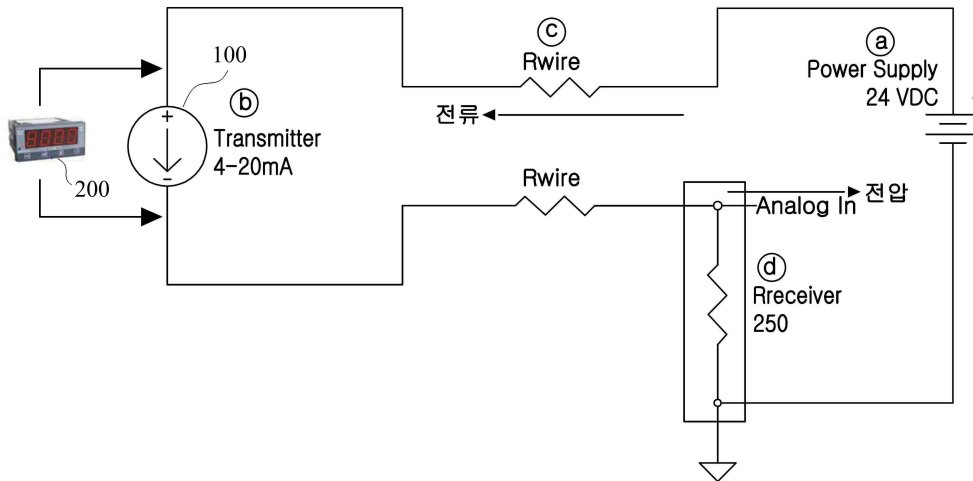 100
ⓑ
Transmitter
4-20mA
8888
200
ⓒ
Rwire
전류
ⓐ
Power Supply
24 VDC
Rwire
전압
Analog In
ⓓ
Rreceiver
250